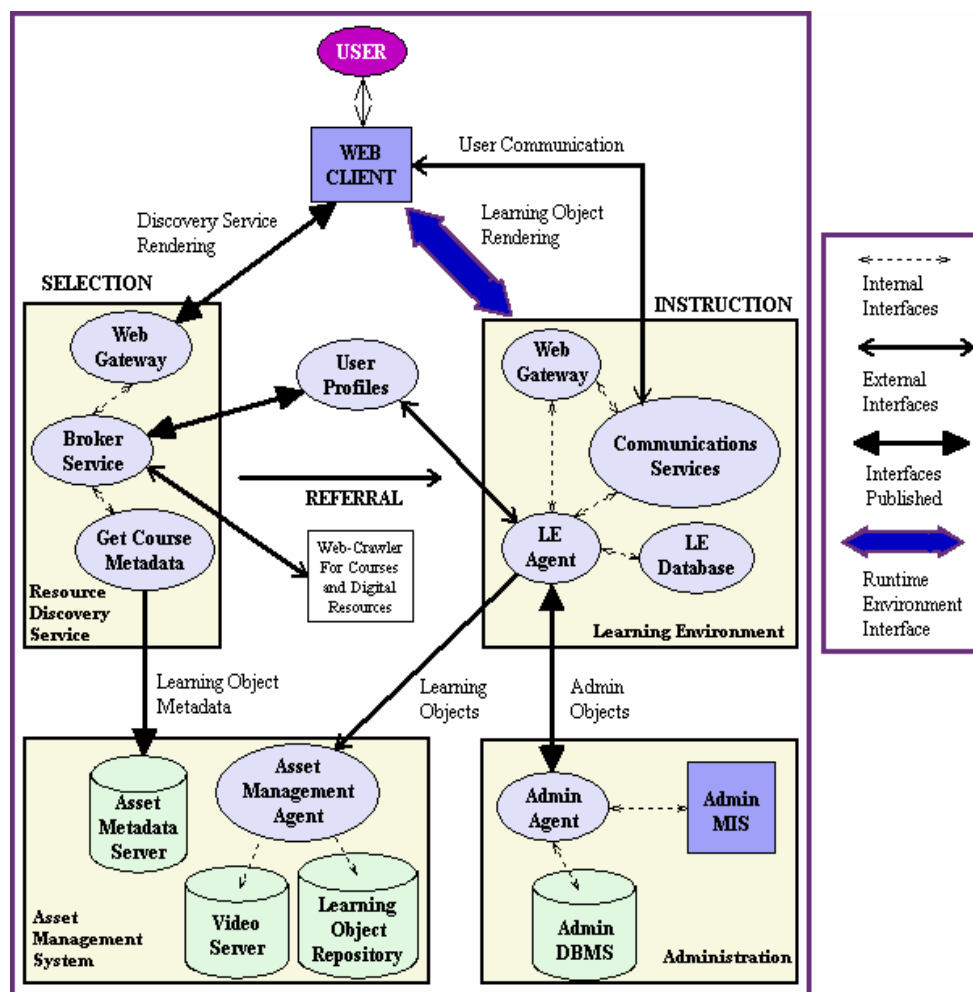 USER
WEB
CLIENT
User Communication
Discovery Service
Rendering
Learning Object
Rendering
SELECTION
INSTRUCTION
Web
Gateway
Broker
Service
Get Course
Metadata
Resource
Discovery
Service
User
Profiles
REFERRAL
Web-Crawler
For Courses
and Digital
Resources
Web
Gateway
Communications
Services
LE
Agent
LE
Database
Learning Environment
Learning Object
Metadata
Learning
Objects
Admin
Objects
Asset
Metadata
Server
Asset
Management
Agent
Video
Server
Learning
Object
Repository
Asset
Management
System
Admin
Agent
Admin
MIS
Admin
DBMS
Administration
Internal
Interfaces
External
Interfaces
Interfaces
Published
Runtime
Environment
Interface